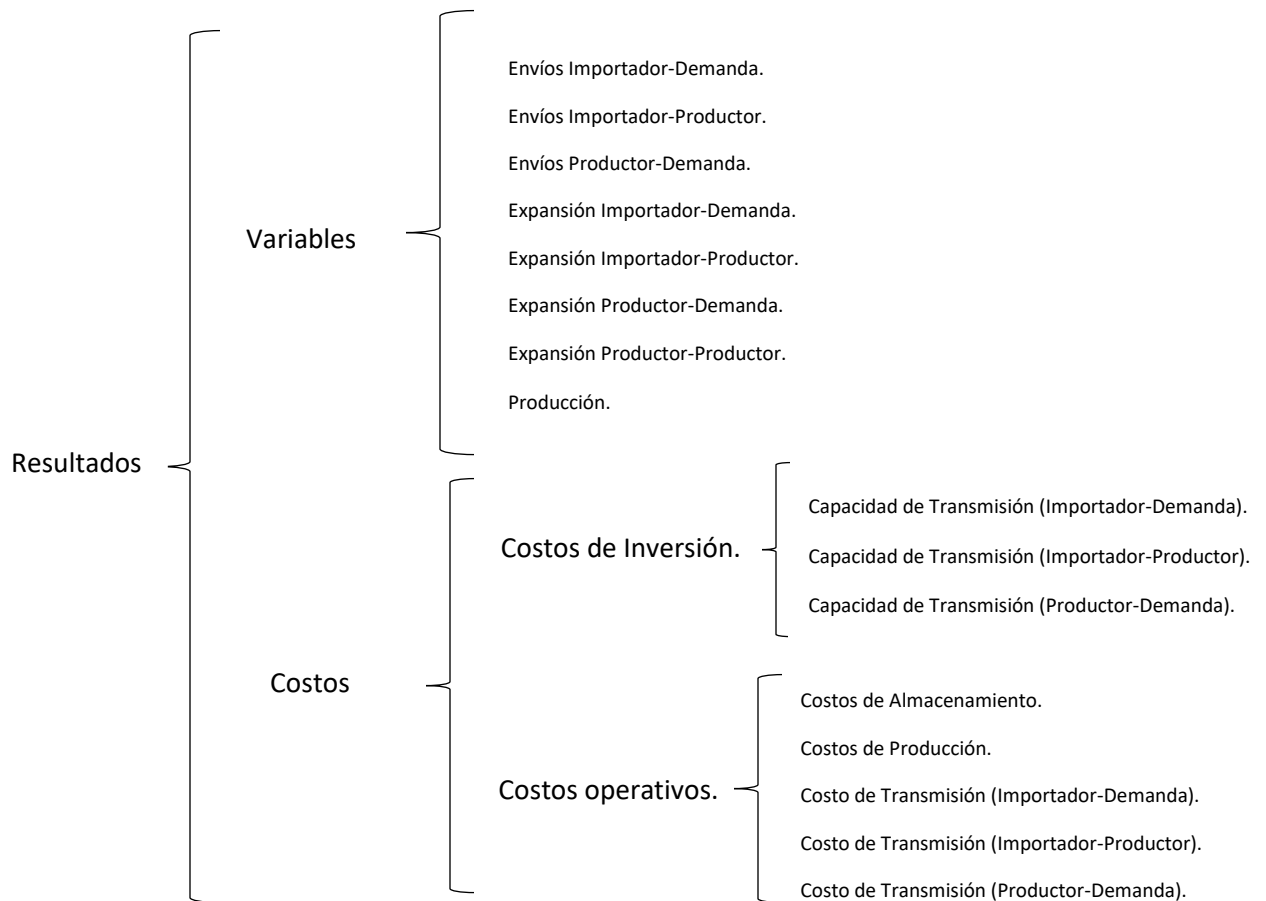 Resultados
Variables
Envíos Importador-Demanda.
Envíos Importador-Productor.
Envíos Productor-Demanda.
Expansión Importador-Demanda.
Expansión Importador-Productor.
Expansión Productor-Demanda.
Expansión Productor-Productor.
Producción.
Costos
Costos de Inversión.
Capacidad de Transmisión (Importador-Demanda).
Capacidad de Transmisión (Importador-Productor).
Capacidad de Transmisión (Productor-Demanda).
Costos operativos.
Costos de Almacenamiento.
Costos de Producción.
Costo de Transmisión (Importador-Demanda).
Costo de Transmisión (Importador-Productor).
Costo de Transmisión (Productor-Demanda).